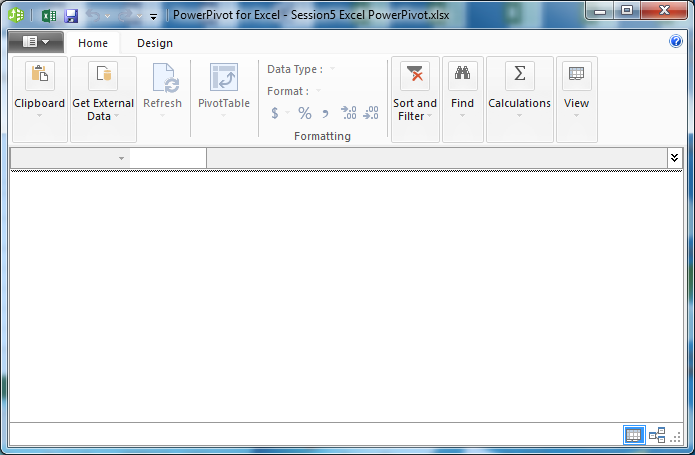 PowerPivot for Excel - Session5 Excel PowerPivot.xlsx
Home Design
Clipboard
Get External
Data
Refresh
PivotTable
Data Type :
Format :
$ % , .00 .00
Formatting
Sort and
Filter
Find
Σ
Calculations
View